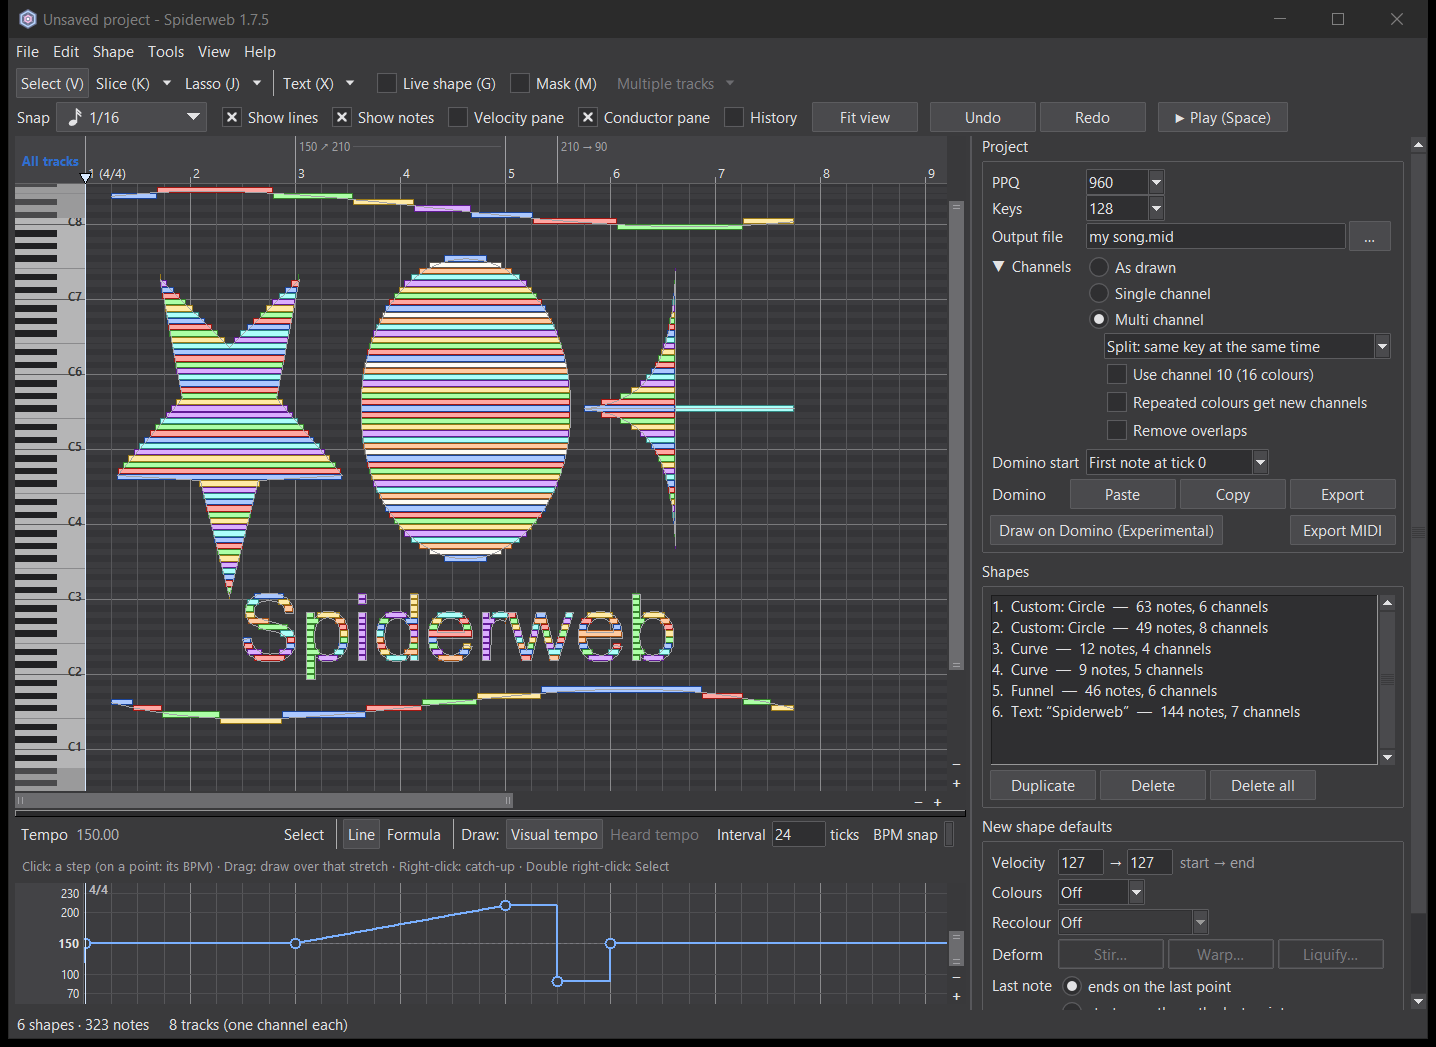 Unsaved project - Spiderweb 1.7.5
File Edit Shape Tools View Help
Select (V) Slice (K) Lasso (J) Text (X) Live shape (G) Mask (M) Multiple tracks
Snap 1/16 Show lines Show notes Velocity pane Conductor pane History Fit view Undo Redo ► Play (Space)
150 ↗ 210 210 → 90
All tracks 1 (4/4) 2 3 4 5 6 7 8 9
C8
C7
C6
C5
C4
C3
Spiderweb
C2
C1
Tempo 150.00 Select Line Formula Draw: Visual tempo Heard tempo Interval 24 ticks BPM snap
Click: a step (on a point: its BPM) · Drag: draw over that stretch · Right-click: catch-up · Double right-click: Select
4/4
230
200
150
100
70
Project
PPQ 960
Keys 128
Output file my song.mid ...
Channels As drawn
Single channel
Multi channel
Split: same key at the same time
Use channel 10 (16 colours)
Repeated colours get new channels
Remove overlaps
Domino start First note at tick 0
Domino Paste Copy Export
Draw on Domino (Experimental) Export MIDI
Shapes
1. Custom: Circle — 63 notes, 6 channels
2. Custom: Circle — 49 notes, 8 channels
3. Curve — 12 notes, 4 channels
4. Curve — 9 notes, 5 channels
5. Funnel — 46 notes, 6 channels
6. Text: “Spiderweb” — 144 notes, 7 channels
Duplicate Delete Delete all
New shape defaults
Velocity 127 → 127 start → end
Colours Off
Recolour Off
Deform Stir... Warp... Liquify...
Last note ends on the last point
6 shapes · 323 notes 8 tracks (one channel each)